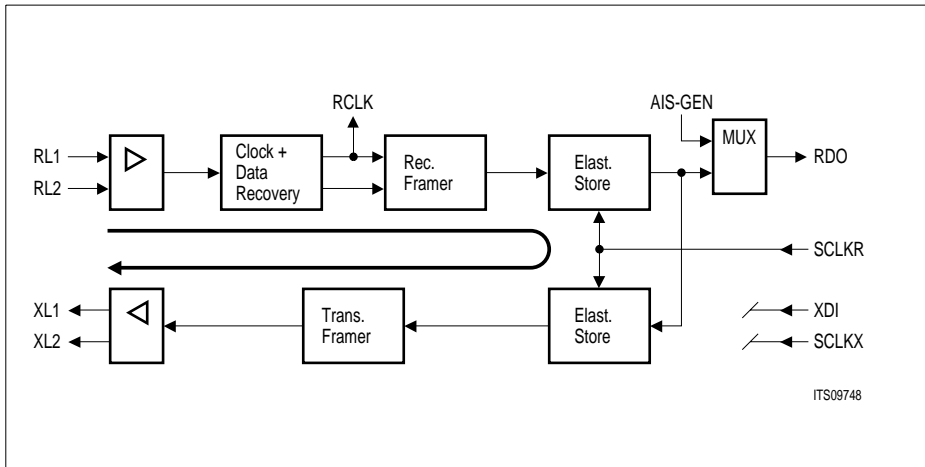 RCLK
AIS-GEN
MUX
RL1
RL2
Clock +
Data
Recovery
Rec.
Framer
Elast.
Store
RDO
SCLKR
XL1
XL2
Trans.
Framer
Elast.
Store
XDI
SCLKX
ITS09748